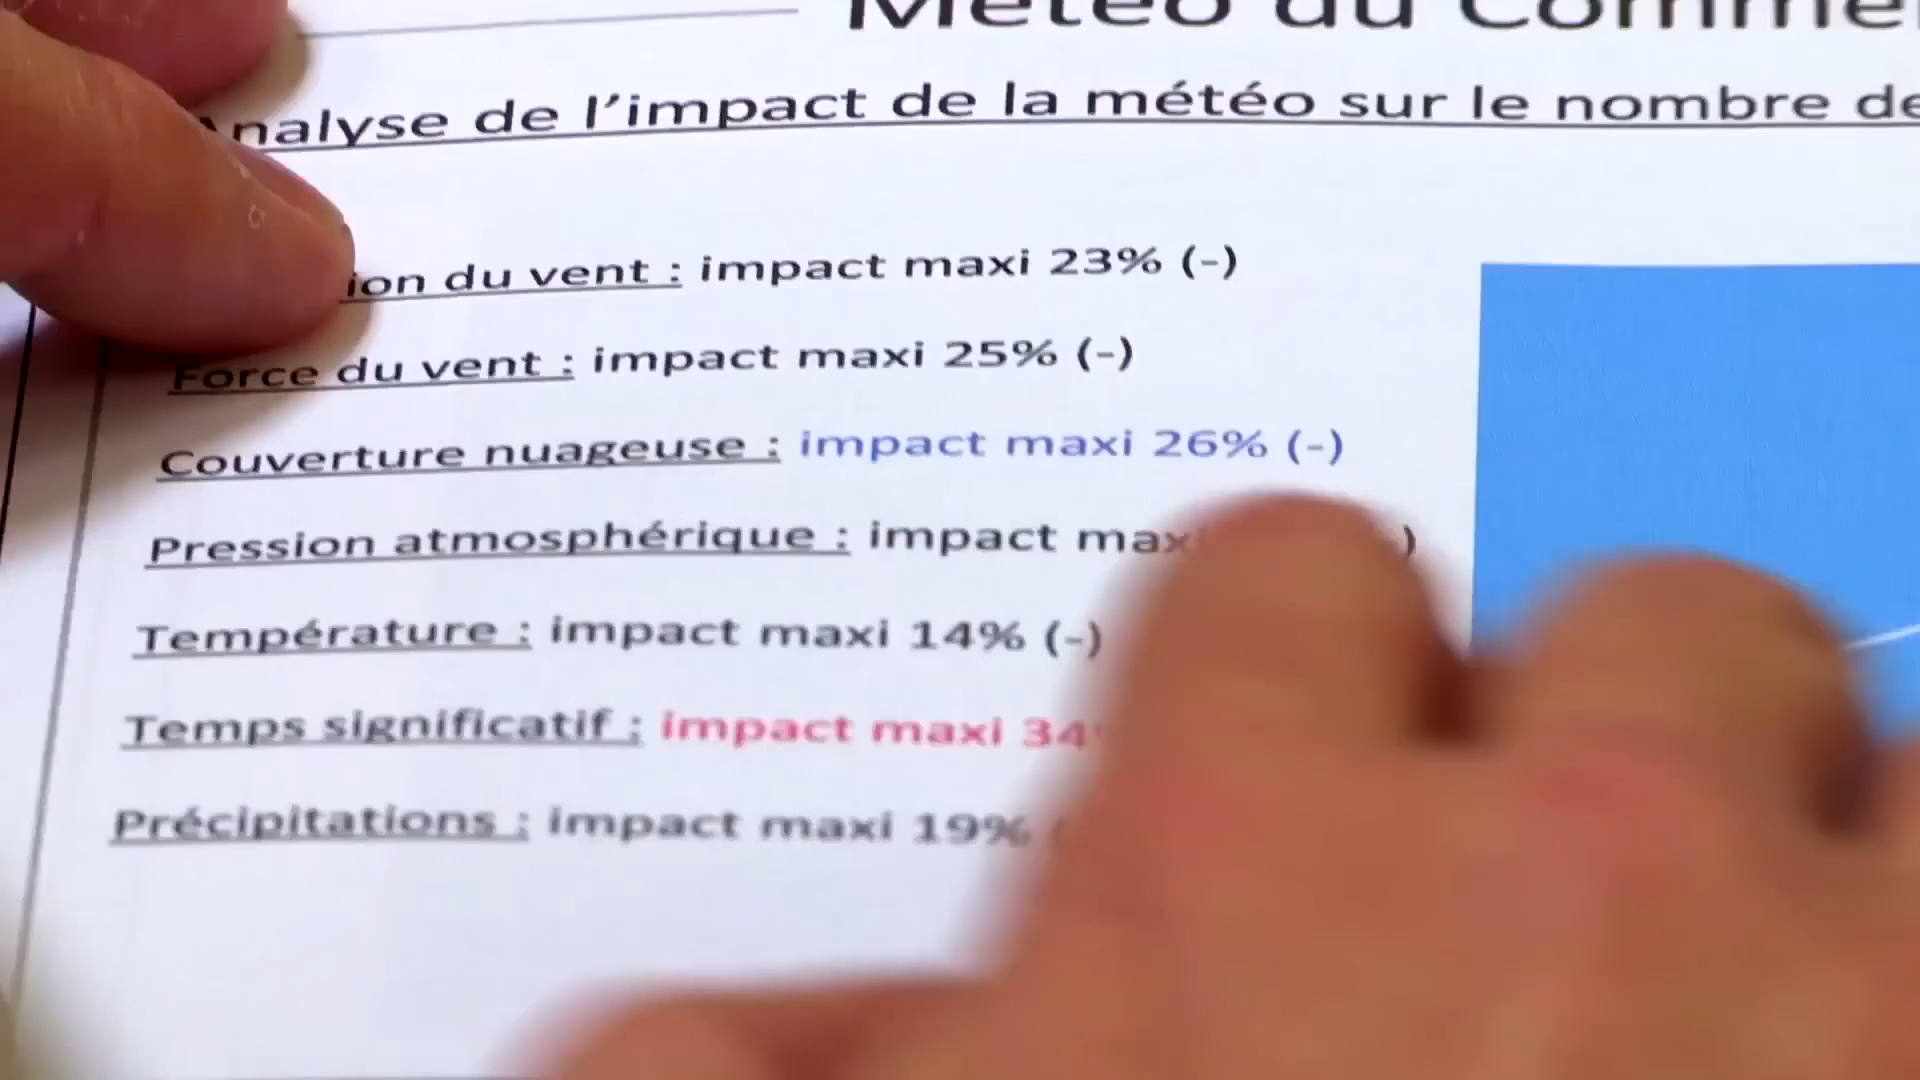 Météo du
nalyse de l'impact de la météo sur le nombre de
ion du vent : impact maxi 23% (-)
Force du vent : impact maxi 25% (-)
Couverture nuageuse : impact maxi 26% (-)
Pression atmosphérique : impact )
Température : impact maxi 14% (-)
Temps significatif : impact maxi 34
Précipitations : impact maxi 19%